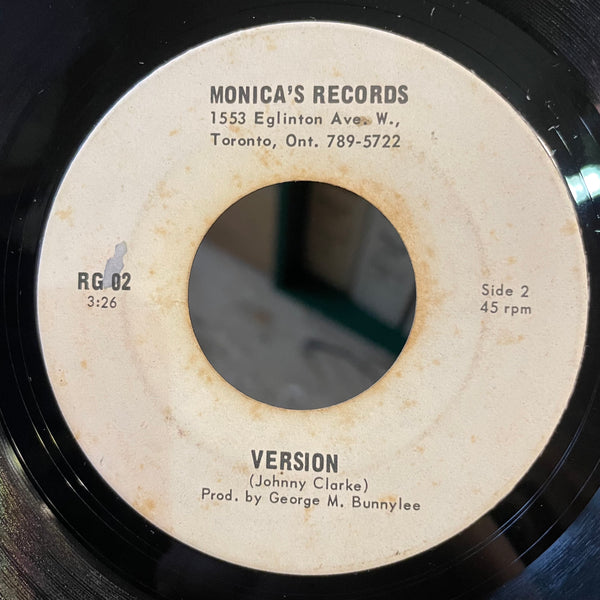 MONICA'S RECORDS
1553 Eglinton Ave. W.,
Toronto, Ont. 789-5722
RG 02
3:26
Side 2
45 rpm
VERSION
(Johnny Clarke)
Prod. by George M. Bunnylee